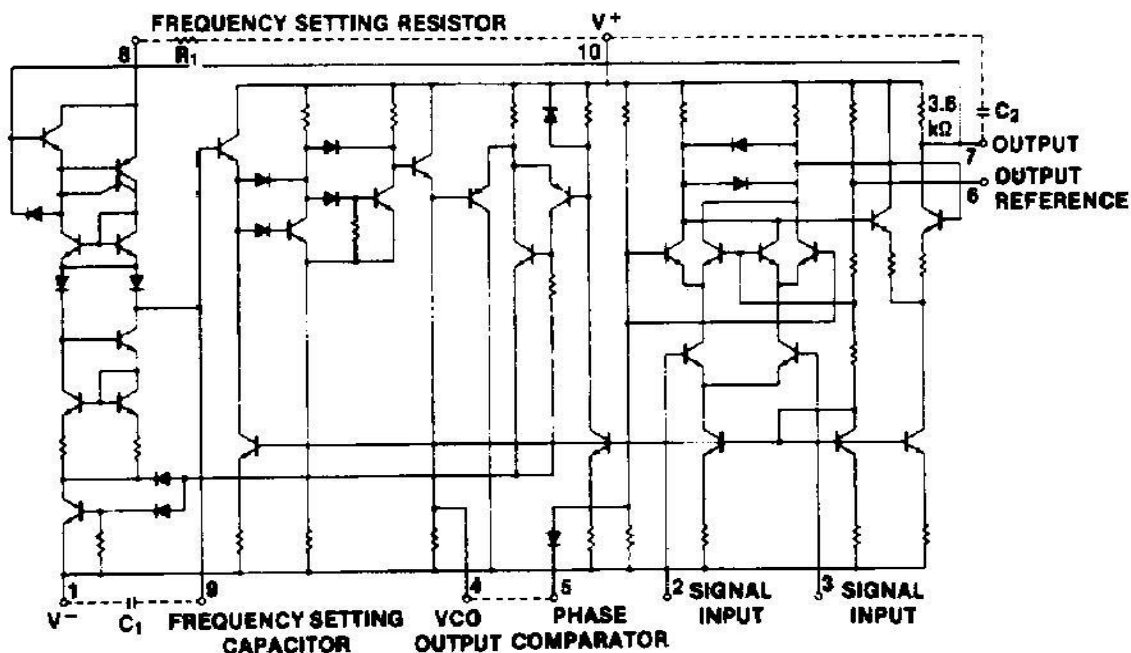 FREQUENCY SETTING RESISTOR
V+
8
R1
10
3.6
kΩ
C2
OUTPUT
7
OUTPUT
6
REFERENCE
1
9
4
5
2
SIGNAL
INPUT
3
SIGNAL
INPUT
V−
C1
FREQUENCY SETTING
CAPACITOR
VCO
OUTPUT
PHASE
COMPARATOR